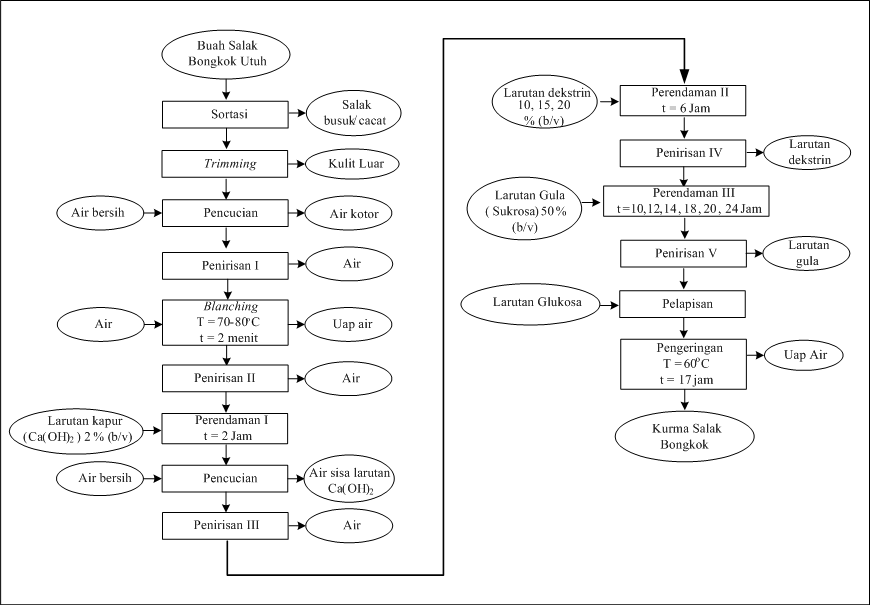 Buah Salak
Bongkok Utuh
Sortasi
Salak
busuk/cacat
Trimming
Kulit Luar
Air bersih
Pencucian
Air kotor
Penirisan I
Air
Air
Blanching
T = 70-80°C
t = 2 menit
Uap air
Penirisan II
Air
Larutan kapur
(Ca(OH)₂ ) 2% (b/v)
Perendaman I
t = 2 Jam
Air bersih
Pencucian
Air sisa larutan
Ca(OH)₂
Penirisan III
Air
Larutan dekstrin
10, 15, 20
% (b/v)
Perendaman II
t = 6 Jam
Penirisan IV
Larutan
dekstrin
Larutan Gula
( Sukrosa) 50%
(b/v)
Perendaman III
t=10,12,14, 18, 20, 24 Jam
Penirisan V
Larutan
gula
Larutan Glukosa
Pelapisan
Pengeringan
T = 60°C
t = 17 jam
Uap Air
Kurma Salak
Bongkok